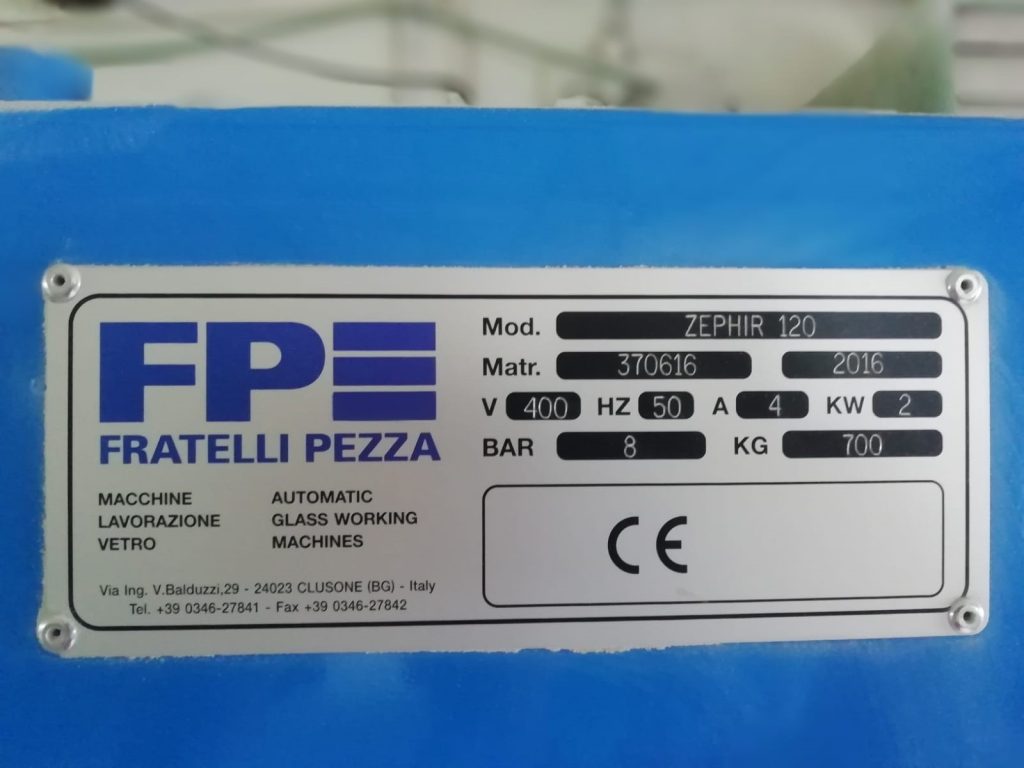 FPE
FRATELLI PEZZA
MACCHINE
LAVORAZIONE
VETRO
AUTOMATIC
GLASS WORKING
MACHINES
Via Ing. V.Balduzzi,29 - 24023 CLUSONE (BG) - Italy
Tel. +39 0346-27841 - Fax +39 0346-27842
Mod. ZEPHIR 120
Matr. 370616 2016
V 400 HZ 50 A 4 KW 2
BAR 8 KG 700
CE